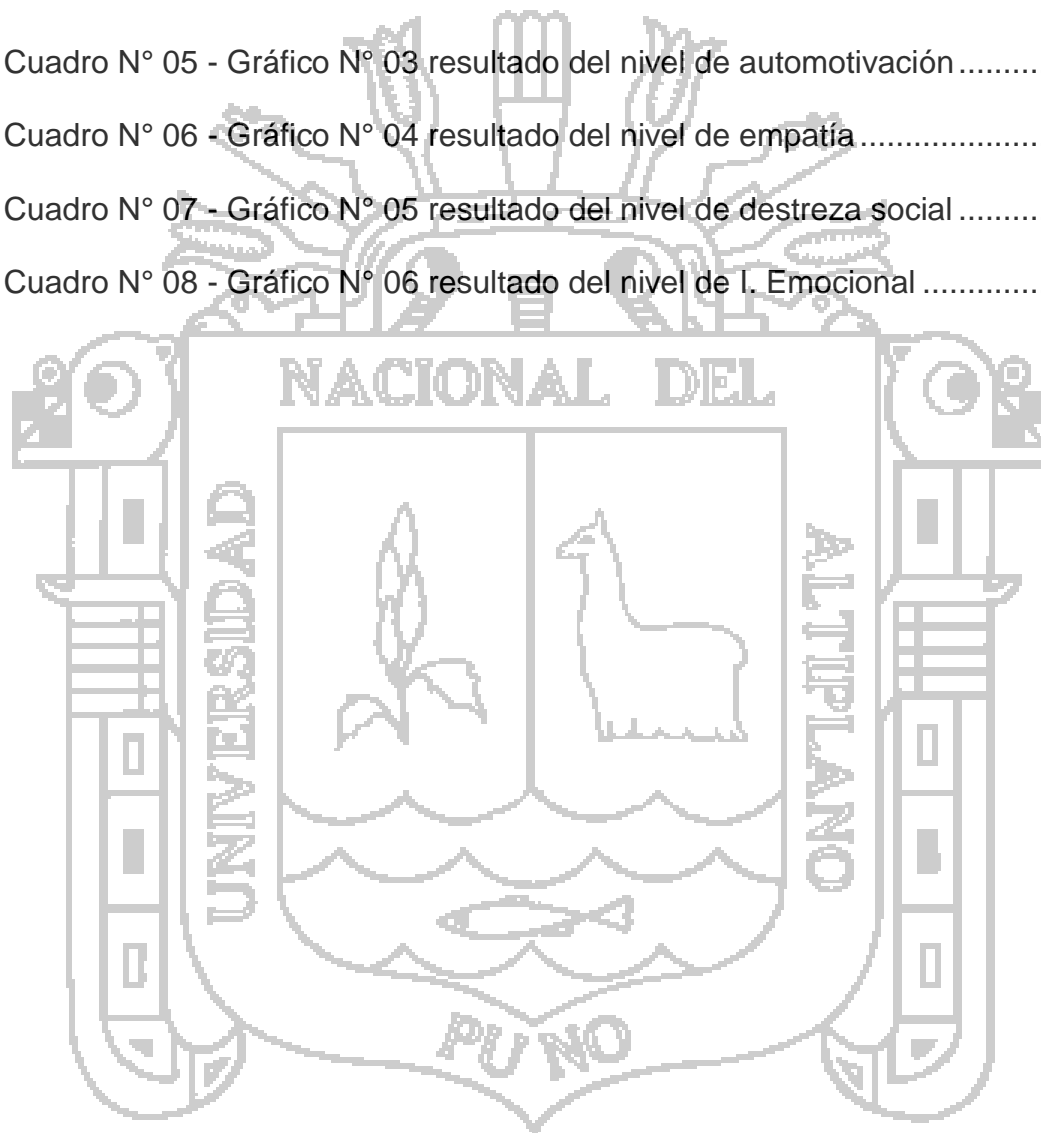 Cuadro N° 05 - Gráfico N° 03 resultado del nivel de automotivación.........
Cuadro N° 06 - Gráfico N° 04 resultado del nivel de empatía...................
Cuadro N° 07 - Gráfico N° 05 resultado del nivel de destreza social.........
Cuadro N° 08 - Gráfico N° 06 resultado del nivel de I. Emocional.............
NACIONAL DEL
UNIVERSIDAD
ALTIPLANO
PUNO